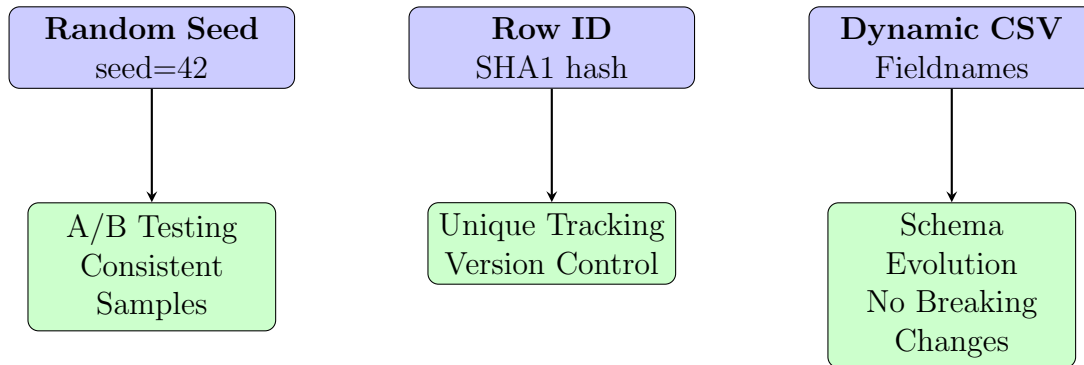 Random Seed
seed=42
Row ID
SHA1 hash
Dynamic CSV
Fieldnames
A/B Testing
Consistent
Samples
Unique Tracking
Version Control
Schema
Evolution
No Breaking
Changes